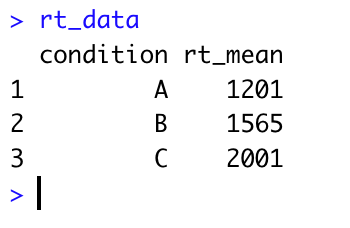 > rt_data
  condition rt_mean
1         A    1201
2         B    1565
3         C    2001
>